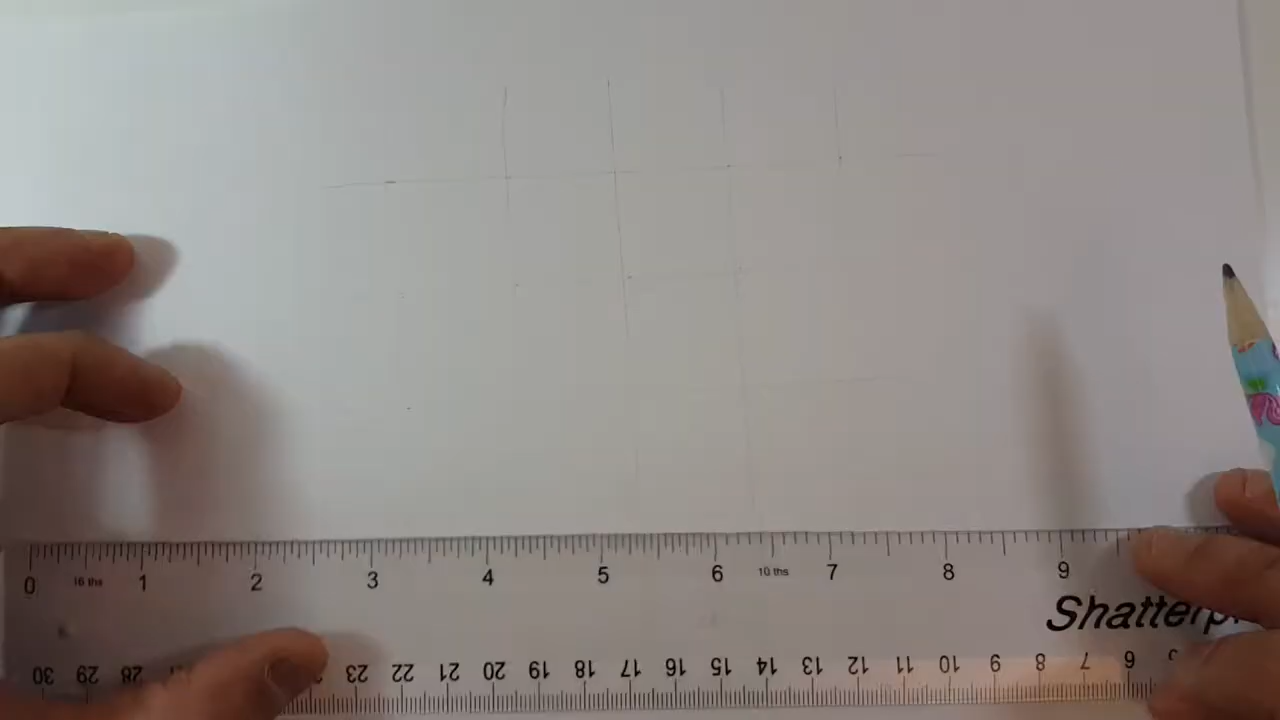 0 16 ths 1 2 3 4 5 6 10 ths 7 8 9
Shatterp
30 29 28 23 22 21 20 19 18 17 16 15 14 13 12 11 10 9 8 7 6